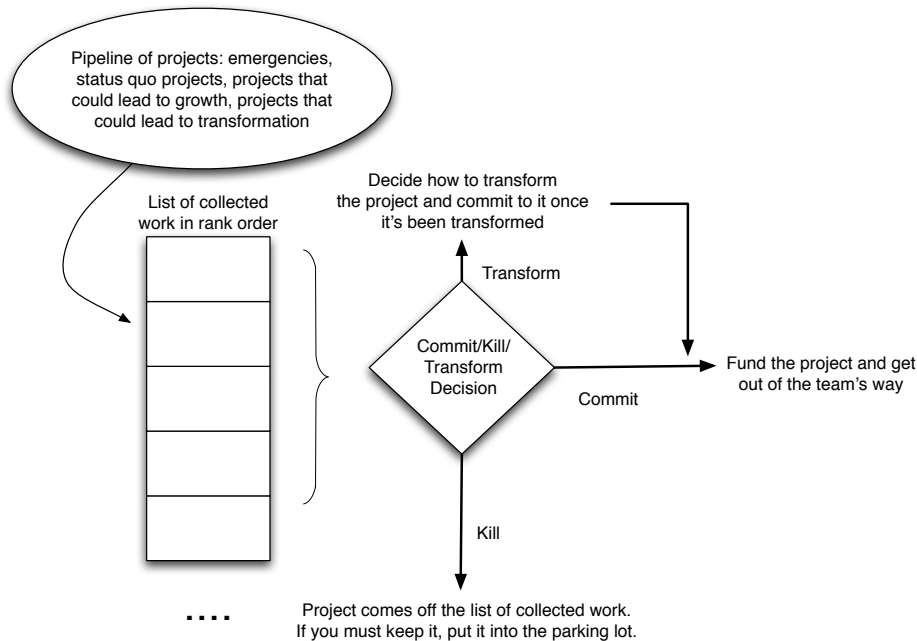 Pipeline of projects: emergencies,
status quo projects, projects that
could lead to growth, projects that
could lead to transformation
List of collected
work in rank order
Decide how to transform
the project and commit to it once
it's been transformed
Transform
Commit/Kill/
Transform
Decision
Commit
Fund the project and get
out of the team's way
Kill
....
Project comes off the list of collected work.
If you must keep it, put it into the parking lot.